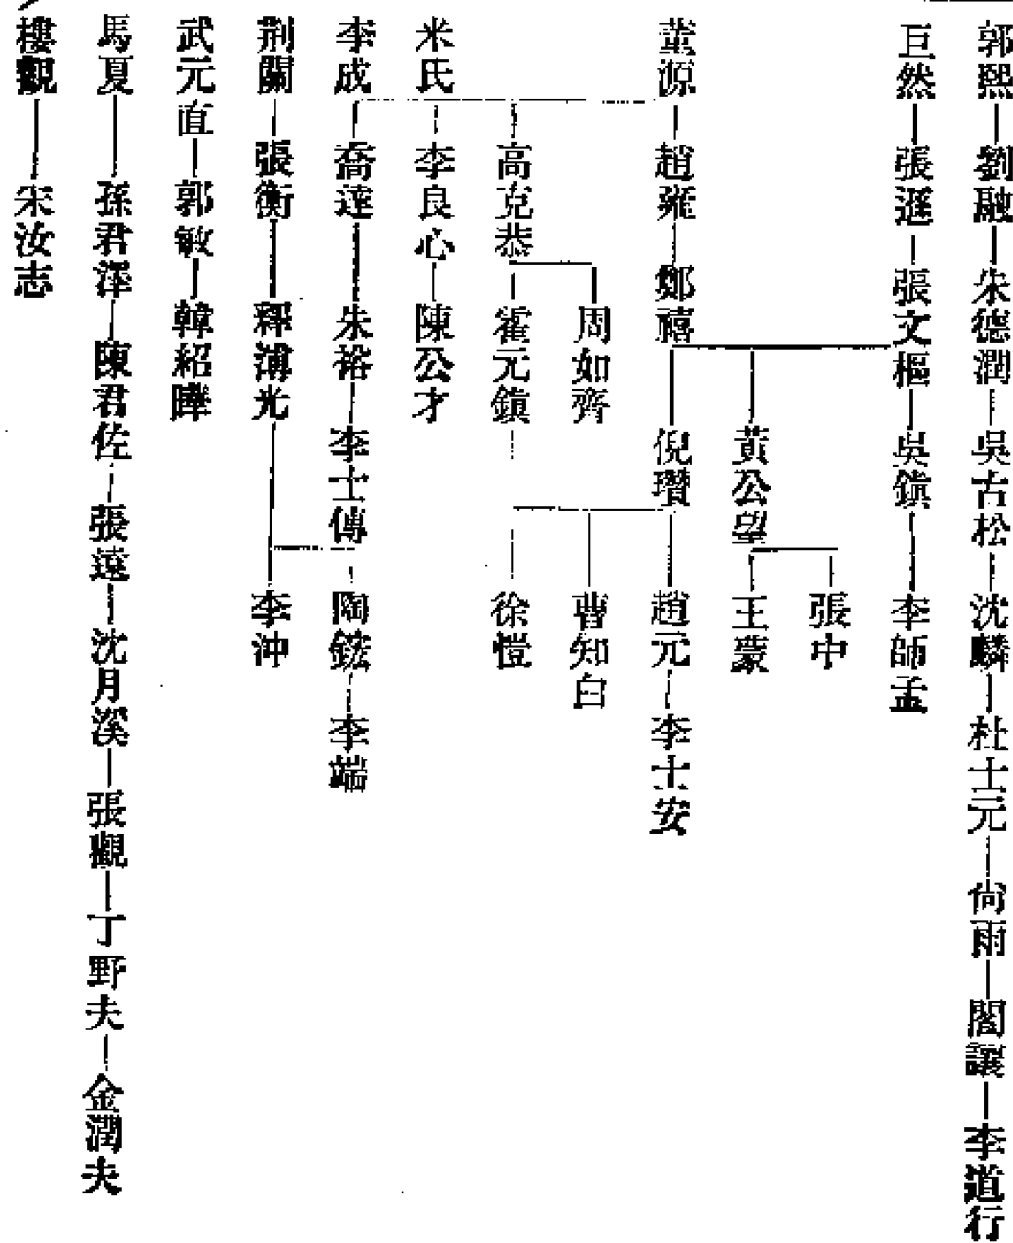 郭熙—劉融—朱德潤—吳古松—沈麟—杜士元—尙雨—閻讓—李道行
巨然—張遜—張文樞—吳鎭—李師孟
張中
黃公望—王蒙
董源—趙雍—鄭禧—倪瓚—趙元—李士安
周如齊
曹知白
高克恭—霍元鎭
徐愷
米氏—李良心—陳公才
李成—喬達—朱裕—李士傳
陶鉉—李端
荆關—張衡—釋溥光—李沖
武元直—郭敏—韓紹曄
馬夏—孫君澤—陳君佐—張遠—沈月溪—張觀—丁野夫—金潤夫
樓觀—宋汝志